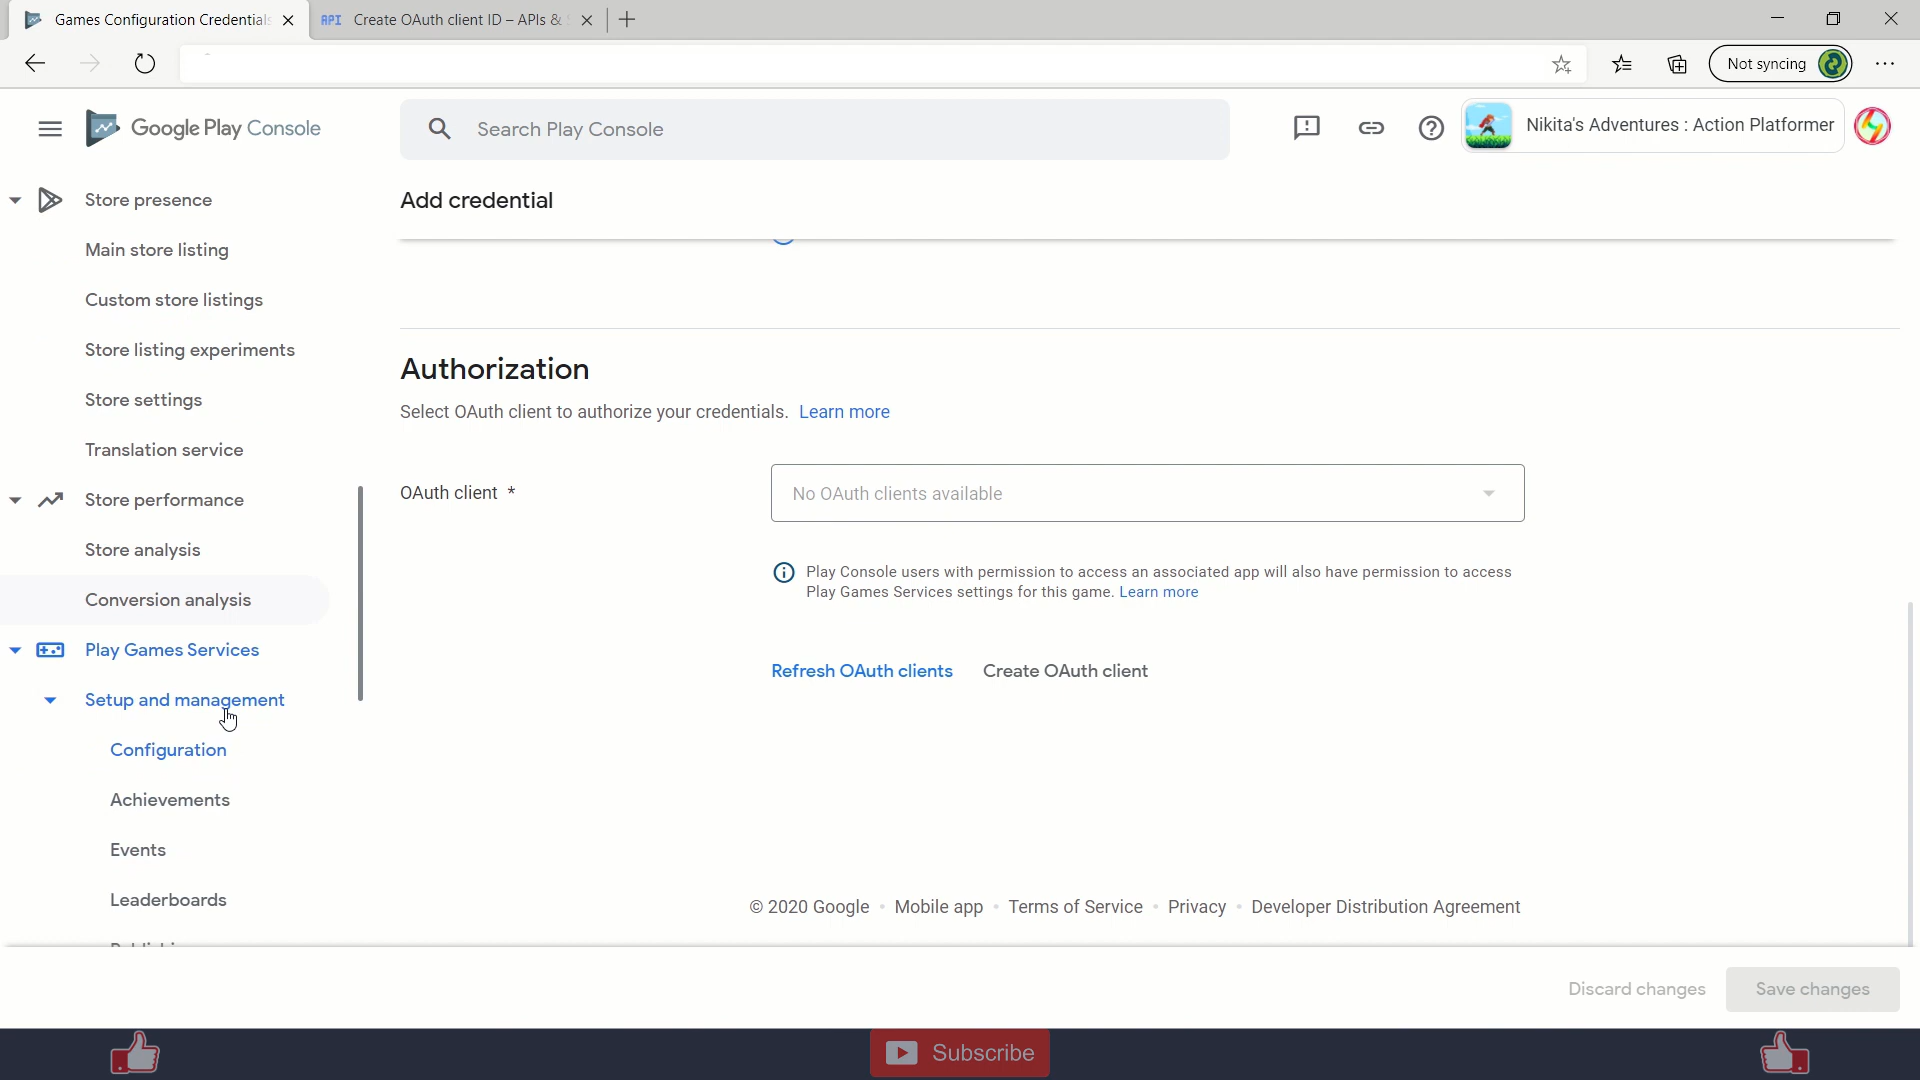 Games Configuration Credentials
API Create OAuth client ID – APIs &
Not syncing
Google Play Console
Search Play Console
Nikita's Adventures : Action Platformer
Store presence
Main store listing
Custom store listings
Store listing experiments
Store settings
Translation service
Store performance
Store analysis
Conversion analysis
Play Games Services
Setup and management
Configuration
Achievements
Events
Leaderboards
Add credential
Authorization
Select OAuth client to authorize your credentials. Learn more
OAuth client *
No OAuth clients available
Play Console users with permission to access an associated app will also have permission to access
Play Games Services settings for this game. Learn more
Refresh OAuth clients Create OAuth client
© 2020 Google • Mobile app • Terms of Service • Privacy • Developer Distribution Agreement
Discard changes Save changes
Subscribe